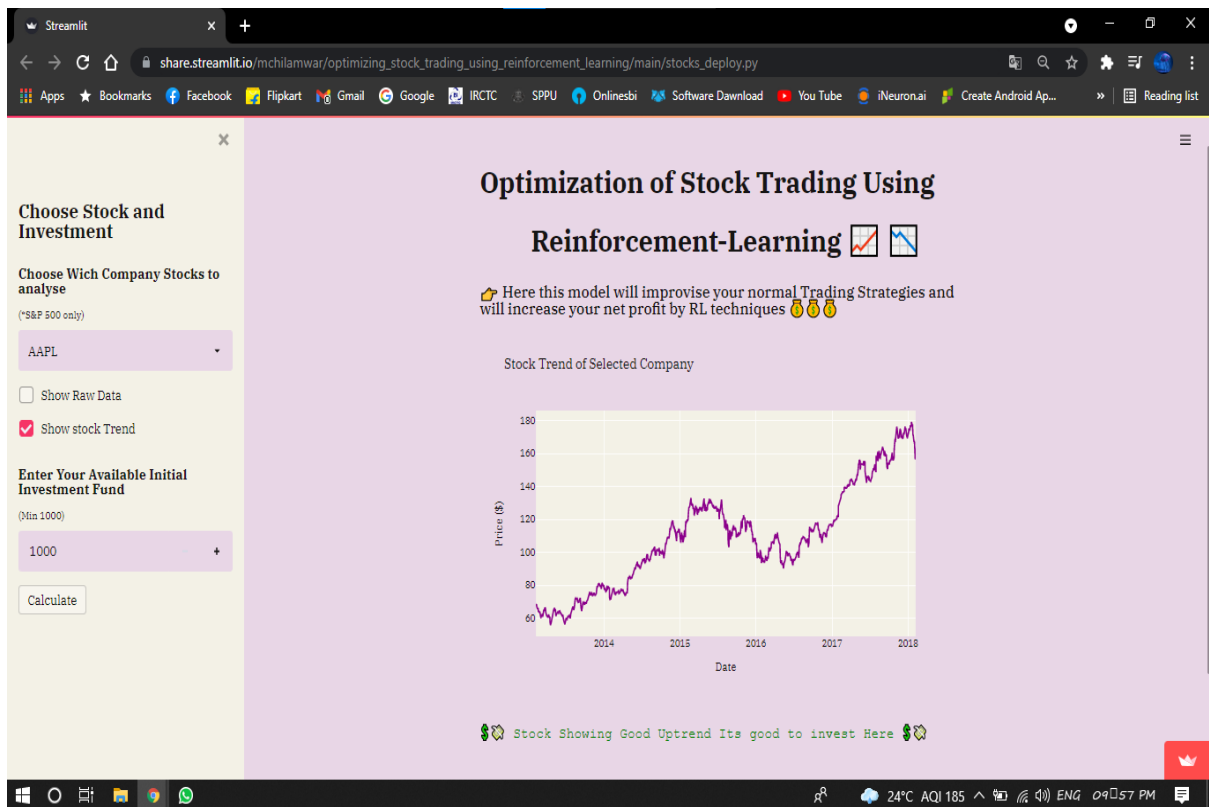 Streamlit
share.streamlit.io/mchilamwar/optimizing_stock_trading_using_reinforcement_learning/main/stocks_deploy.py
Apps Bookmarks Facebook Flipkart Gmail Google IRCTC SPPU Onlinesbi Software Dawnload You Tube iNeuron.ai Create Android Ap... » Reading list
Choose Stock and
Investment
Choose Wich Company Stocks to
analyse
(*S&P 500 only)
AAPL
Show Raw Data
Show stock Trend
Enter Your Available Initial
Investment Fund
(Min 1000)
1000 +
Calculate
Optimization of Stock Trading Using
Reinforcement-Learning 📈 📉
👉 Here this model will improvise your normal Trading Strategies and
will increase your net profit by RL techniques 💰💰💰
Stock Trend of Selected Company
180
160
140
120
100
80
60
Price ($)
2014 2015 2016 2017 2018
Date
💲💸 Stock Showing Good Uptrend Its good to invest Here 💲💸
24°C AQI 185 ENG 09▯57 PM